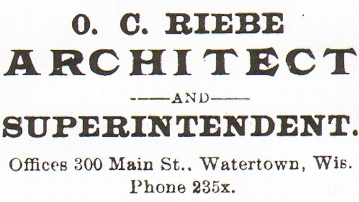 O. C. RIEBE
ARCHITECT
AND
SUPERINTENDENT.
Offices 300 Main St., Watertown, Wis.
Phone 235x.